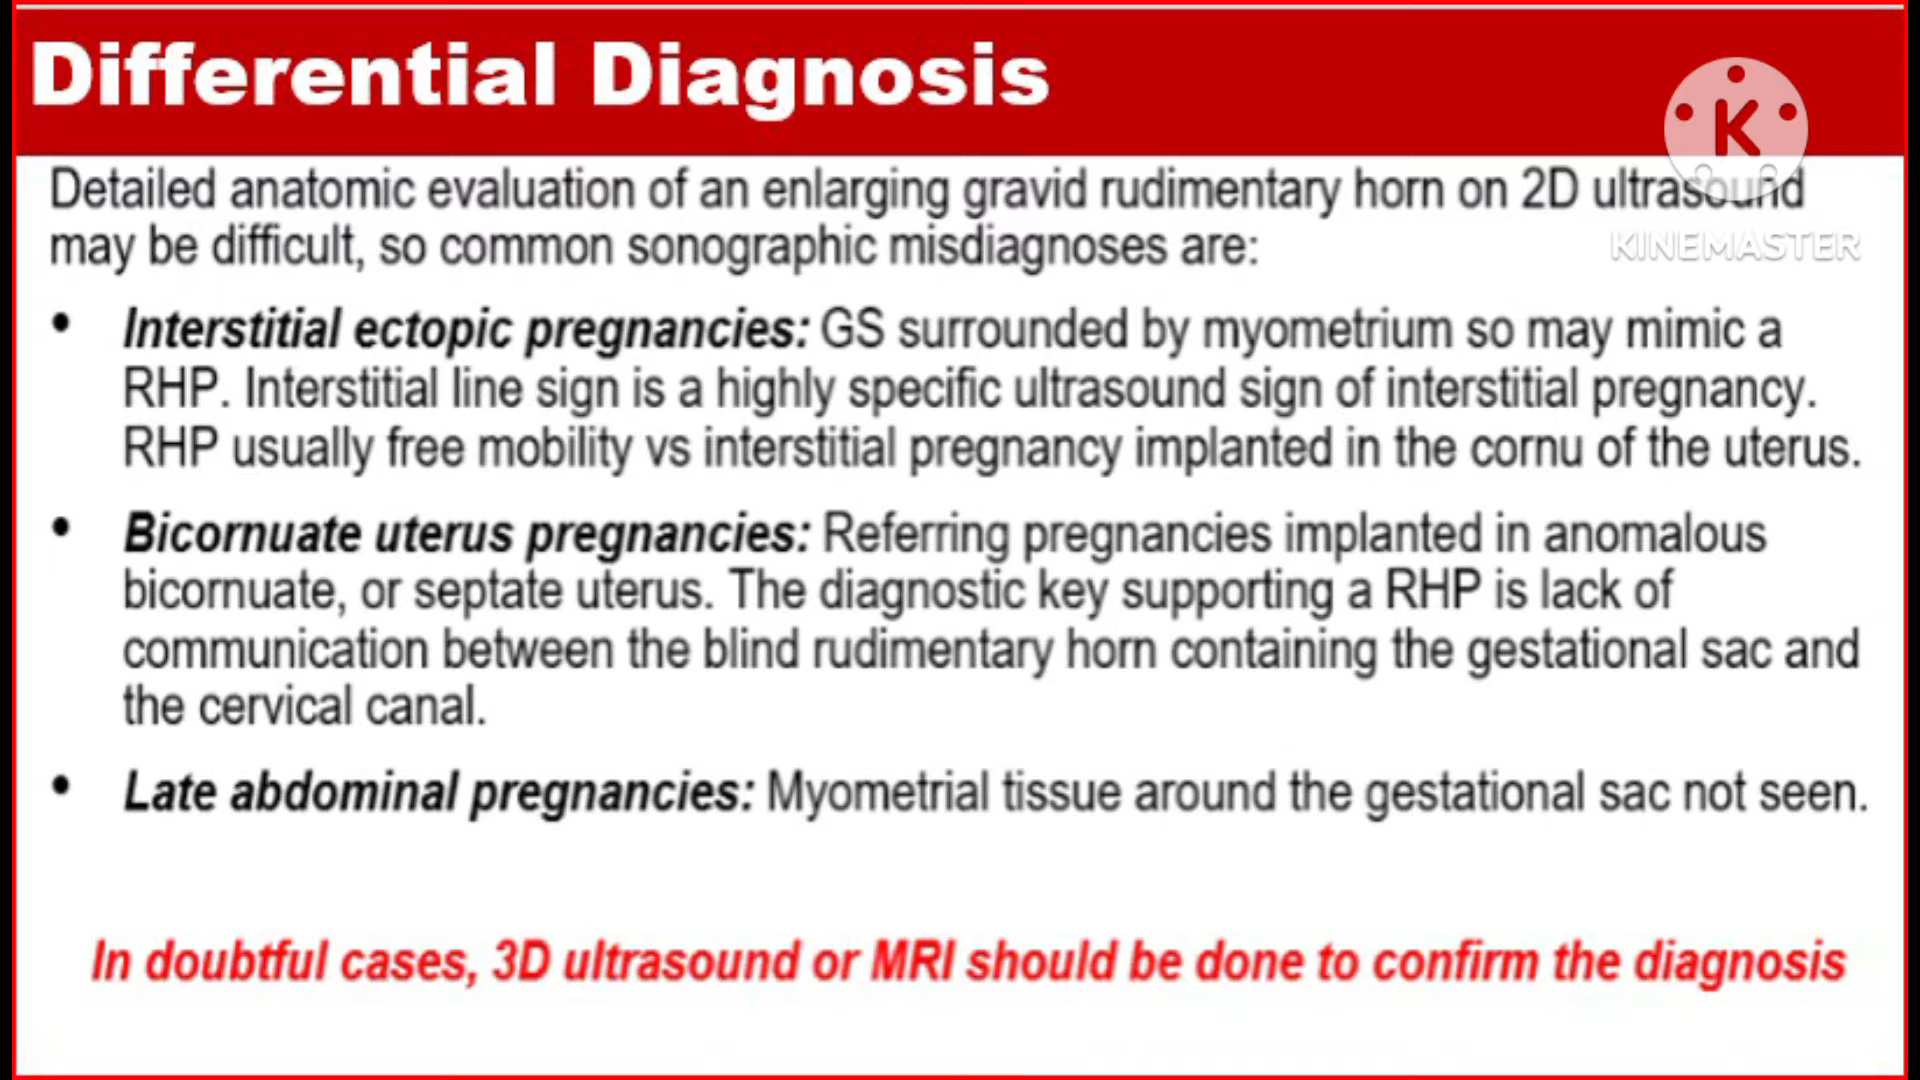 Differential Diagnosis
K
KINEMASTER
Detailed anatomic evaluation of an enlarging gravid rudimentary horn on 2D ultrasound
may be difficult, so common sonographic misdiagnoses are:
• Interstitial ectopic pregnancies: GS surrounded by myometrium so may mimic a
RHP. Interstitial line sign is a highly specific ultrasound sign of interstitial pregnancy.
RHP usually free mobility vs interstitial pregnancy implanted in the cornu of the uterus.
• Bicornuate uterus pregnancies: Referring pregnancies implanted in anomalous
bicornuate, or septate uterus. The diagnostic key supporting a RHP is lack of
communication between the blind rudimentary horn containing the gestational sac and
the cervical canal.
• Late abdominal pregnancies: Myometrial tissue around the gestational sac not seen.
In doubtful cases, 3D ultrasound or MRI should be done to confirm the diagnosis